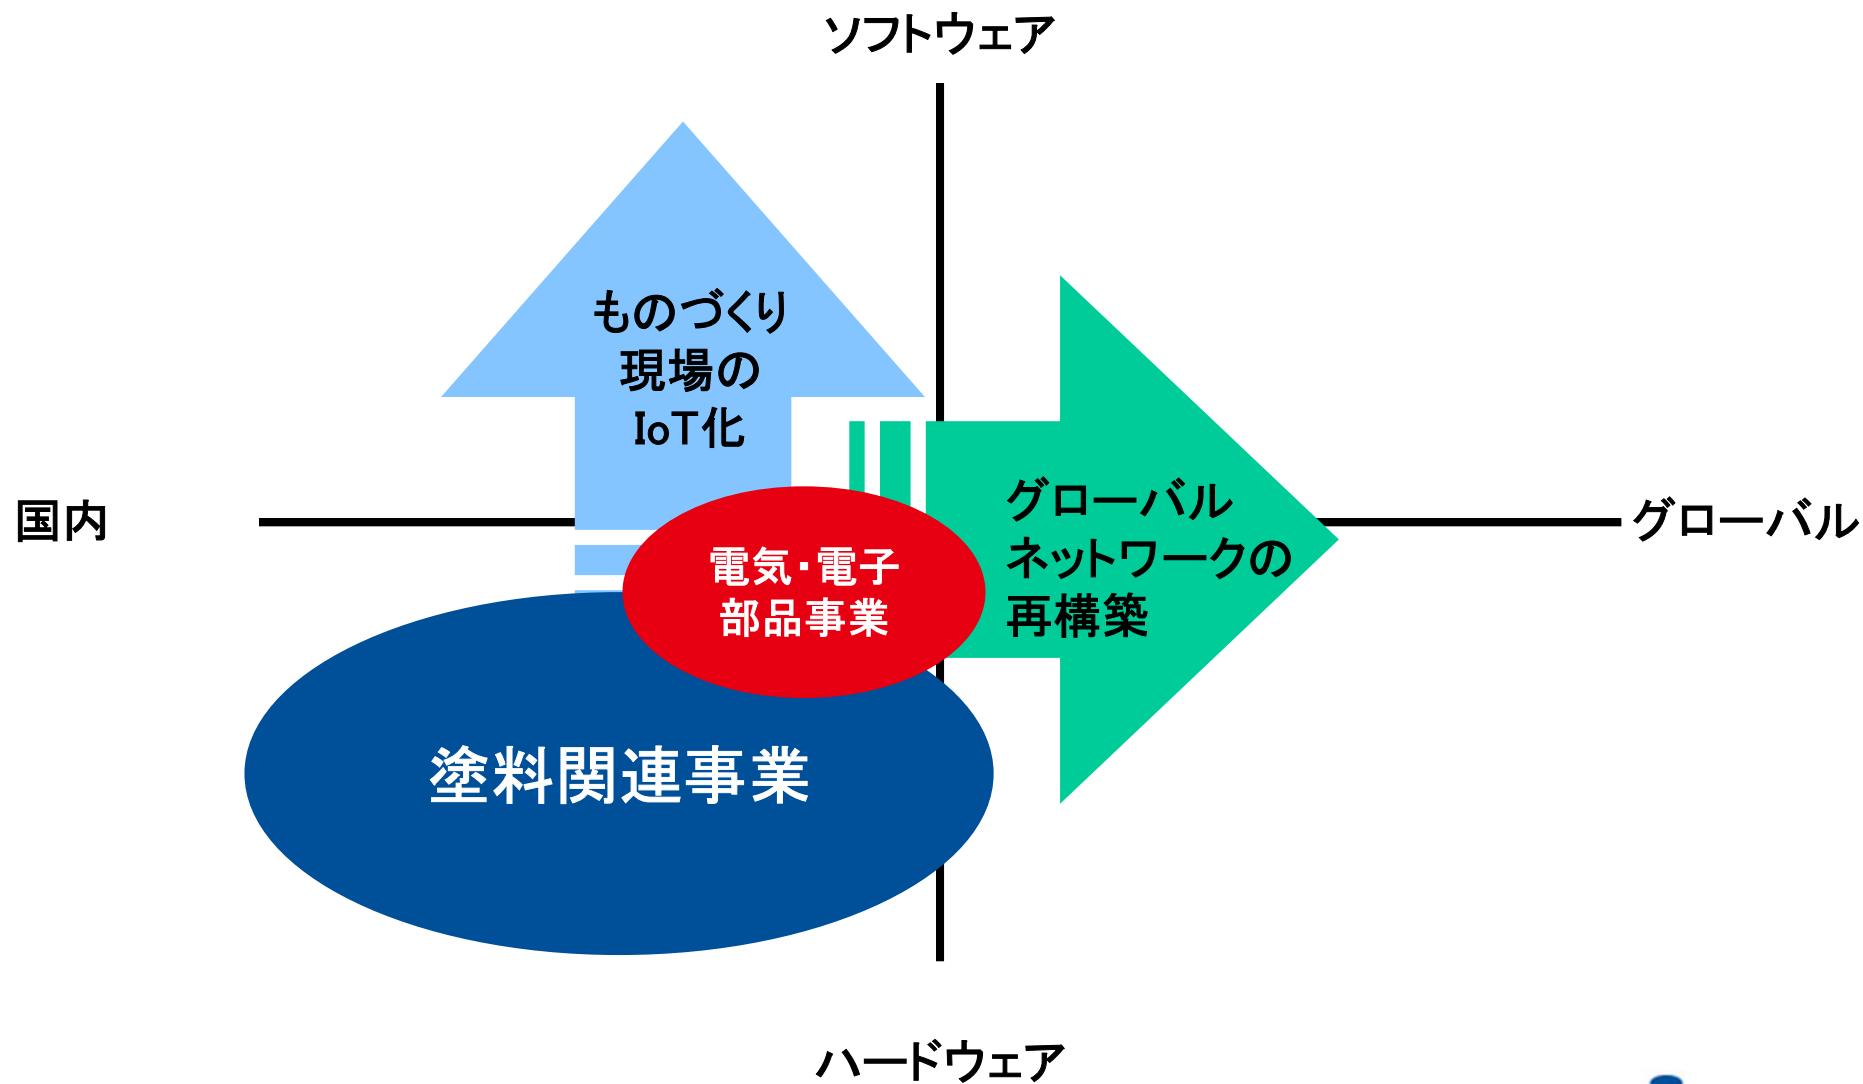 ソフトウェア
ものづくり
現場の
IoT化
国内
グローバル
グローバル
ネットワークの
再構築
電気・電子
部品事業
塗料関連事業
ハードウェア